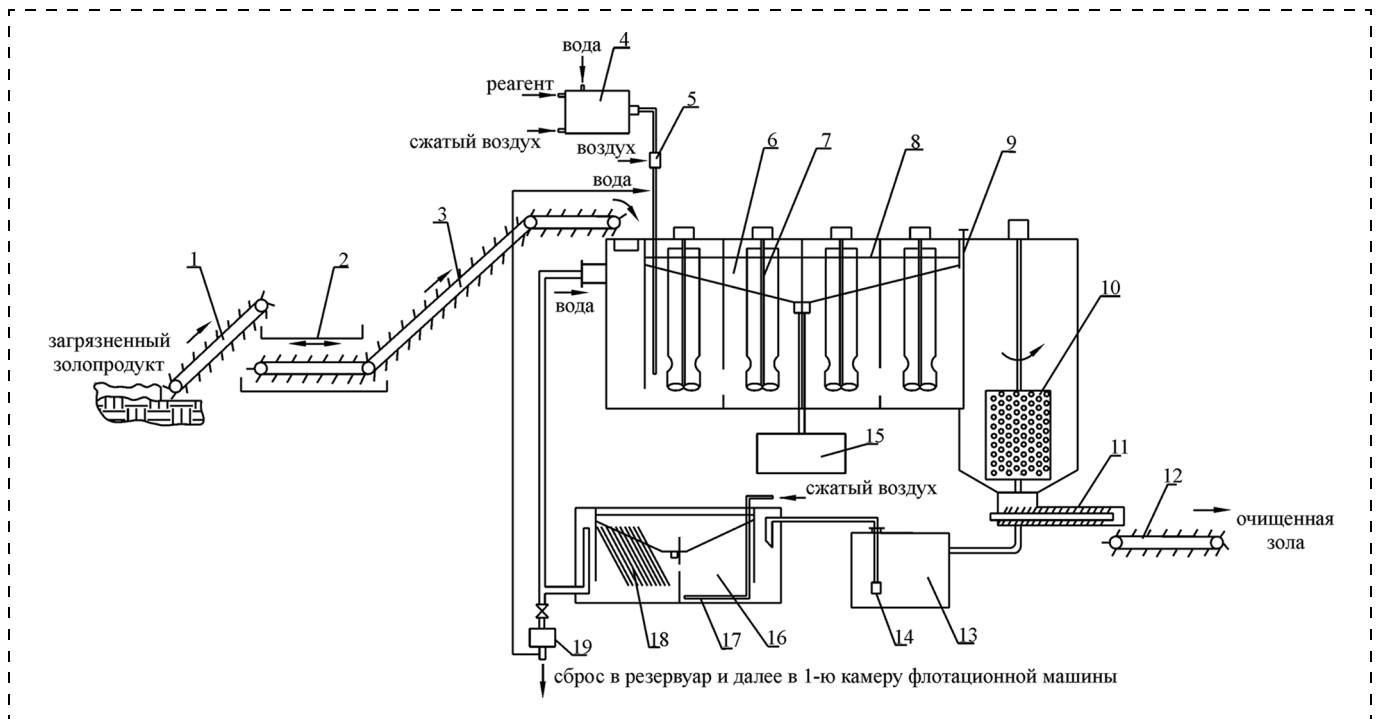 вода
4
реагент
5
сжатый воздух
воздух
6
7
8
9
вода
3
1
2
вода
10
загрязненный
золопродукт
15
11
сжатый воздух
12
очищенная
зола
18
17
16
14
13
19
сброс в резервуар и далее в 1-ю камеру флотационной машины